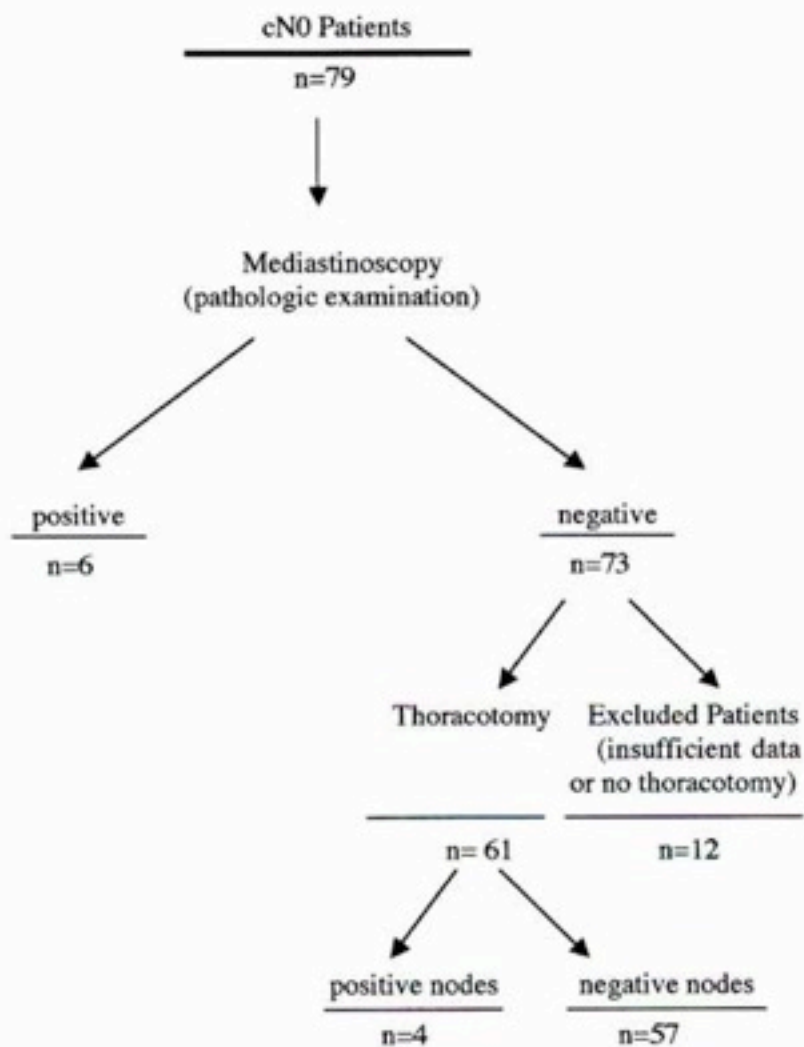 cN0 Patients
n=79
Mediastinoscopy
(pathologic examination)
positive
n=6
negative
n=73
Thoracotomy
Excluded Patients
(insufficient data
or no thoracotomy)
n= 61
n=12
positive nodes
n=4
negative nodes
n=57